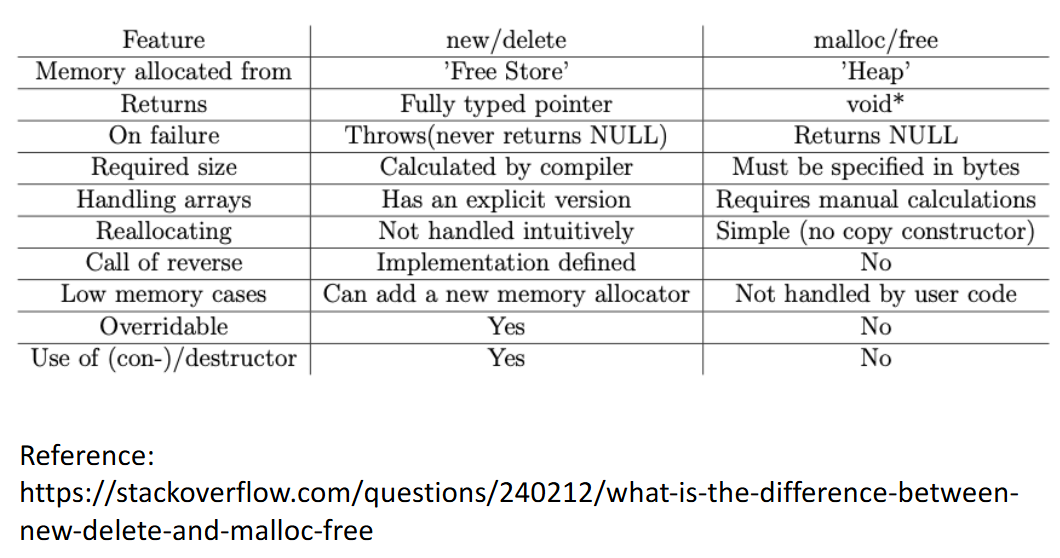 Feature new/delete malloc/free
Memory allocated from 'Free Store' 'Heap'
Returns Fully typed pointer void*
On failure Throws(never returns NULL) Returns NULL
Required size Calculated by compiler Must be specified in bytes
Handling arrays Has an explicit version Requires manual calculations
Reallocating Not handled intuitively Simple (no copy constructor)
Call of reverse Implementation defined No
Low memory cases Can add a new memory allocator Not handled by user code
Overridable Yes No
Use of (con-)/destructor Yes No
Reference:
https://stackoverflow.com/questions/240212/what-is-the-difference-between-
new-delete-and-malloc-free